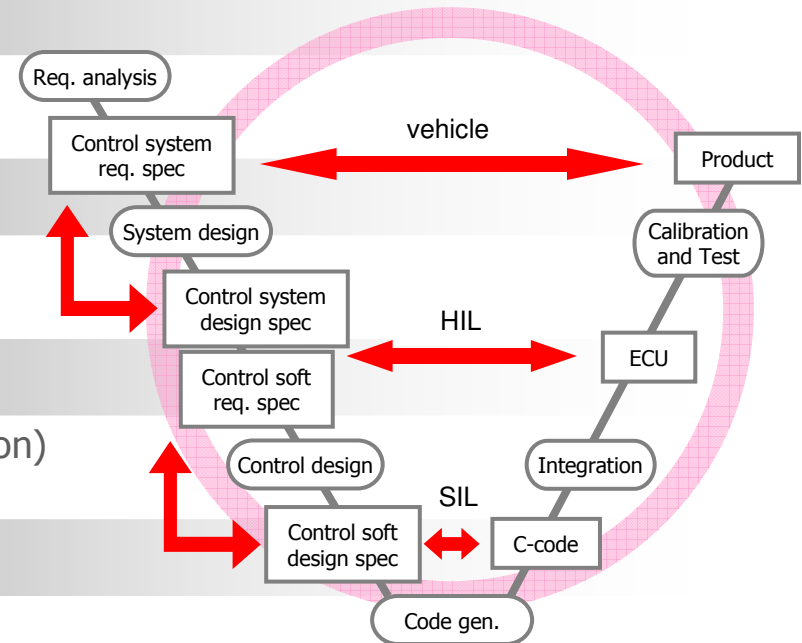 Req. analysis
Control system
req. spec
vehicle
Product
System design
Calibration
and Test
Control system
design spec
HIL
ECU
Control soft
req. spec
on)
Control design
Integration
SIL
Control soft
design spec
C-code
Code gen.